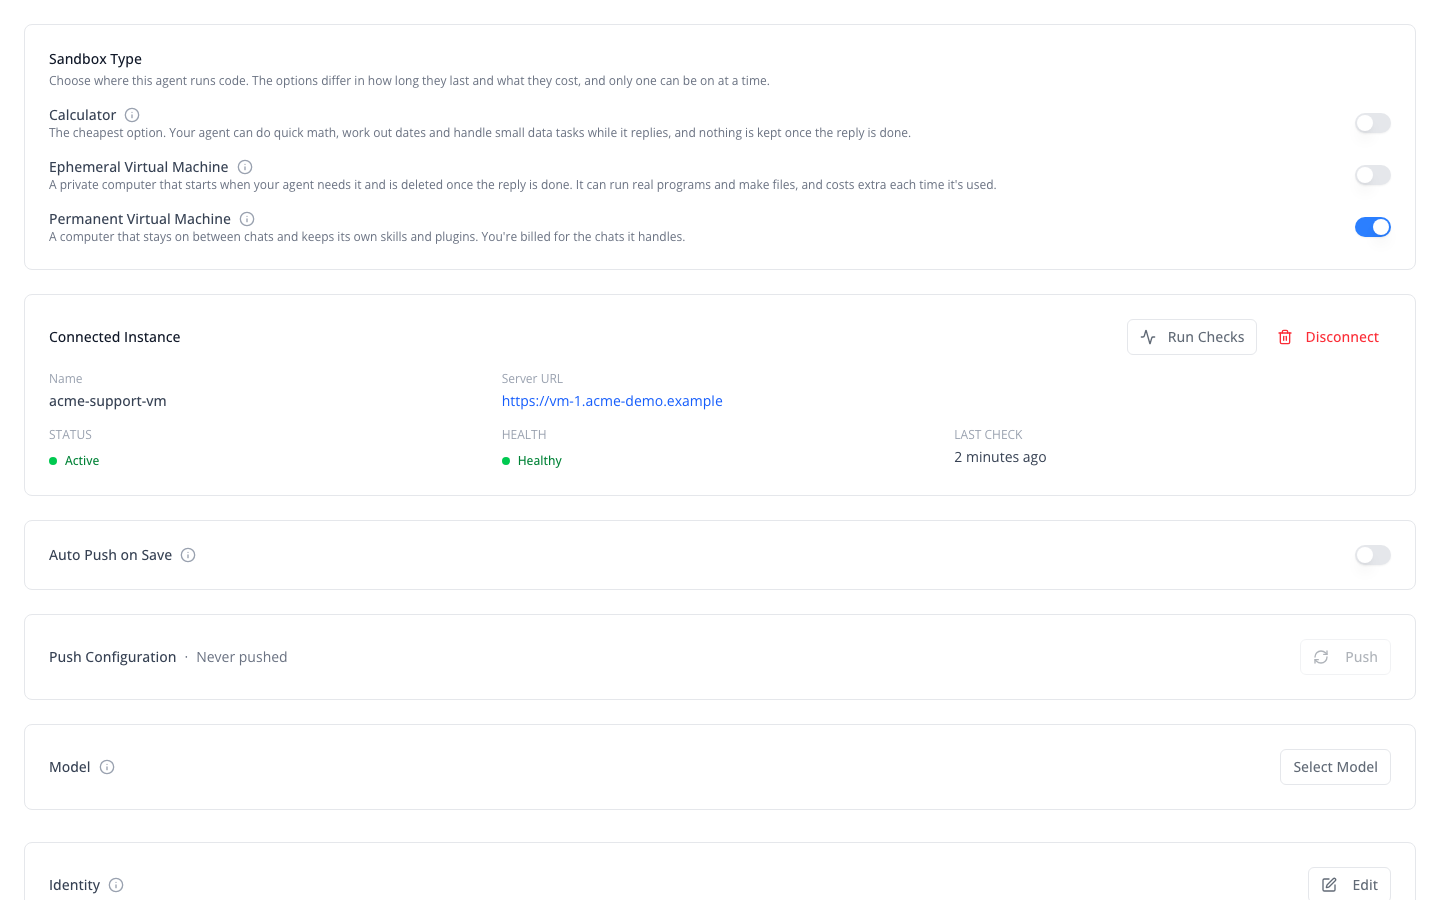 Sandbox Type
Choose where this agent runs code. The options differ in how long they last and what they cost, and only one can be on at a time.
Calculator
The cheapest option. Your agent can do quick math, work out dates and handle small data tasks while it replies, and nothing is kept once the reply is done.
Ephemeral Virtual Machine
A private computer that starts when your agent needs it and is deleted once the reply is done. It can run real programs and make files, and costs extra each time it's used.
Permanent Virtual Machine
A computer that stays on between chats and keeps its own skills and plugins. You're billed for the chats it handles.
Connected Instance
Run Checks
Disconnect
Name
Server URL
acme-support-vm
https://vm-1.acme-demo.example
STATUS
HEALTH
LAST CHECK
Active
Healthy
2 minutes ago
Auto Push on Save
Push Configuration · Never pushed
Push
Model
Select Model
Identity
Edit